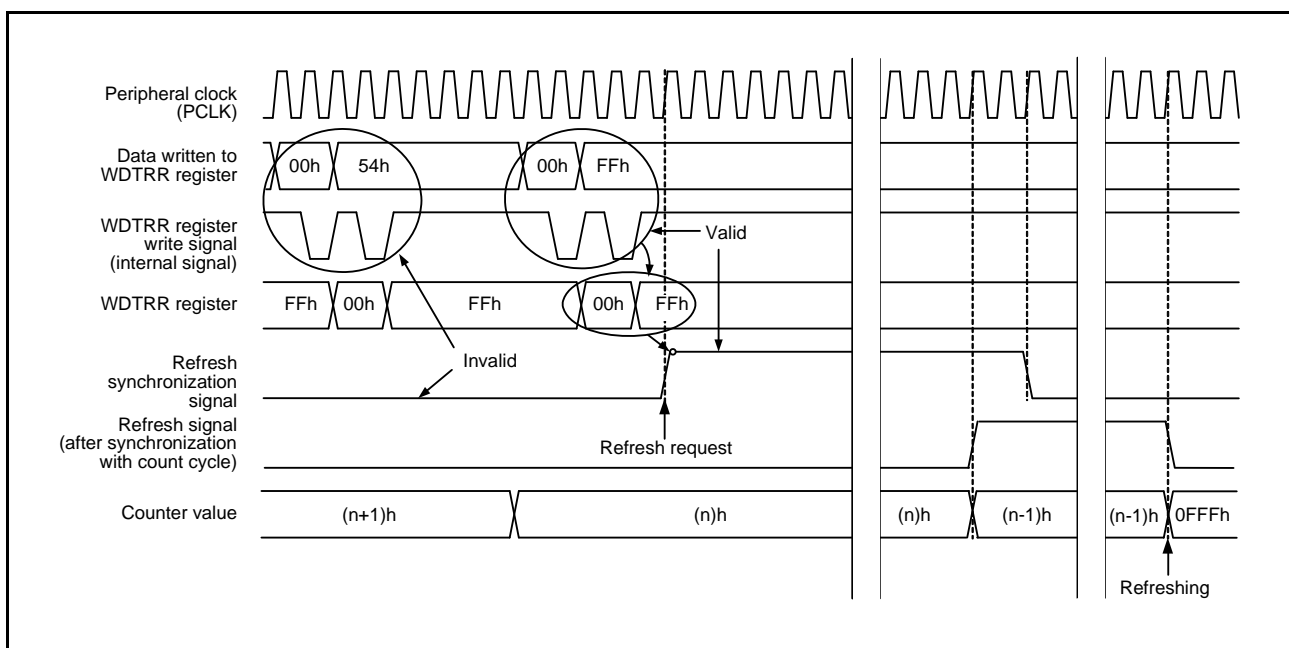 Peripheral clock
(PCLK)
Data written to
WDTRR register
00h
54h
00h
FFh
WDTRR register
write signal
(internal signal)
Valid
WDTRR register
FFh
00h
FFh
00h
FFh
Refresh
synchronization
signal
Invalid
Refresh signal
(after synchronization
with count cycle)
Refresh request
Counter value
(n+1)h
(n)h
(n)h
(n-1)h
(n-1)h
0FFFh
Refreshing